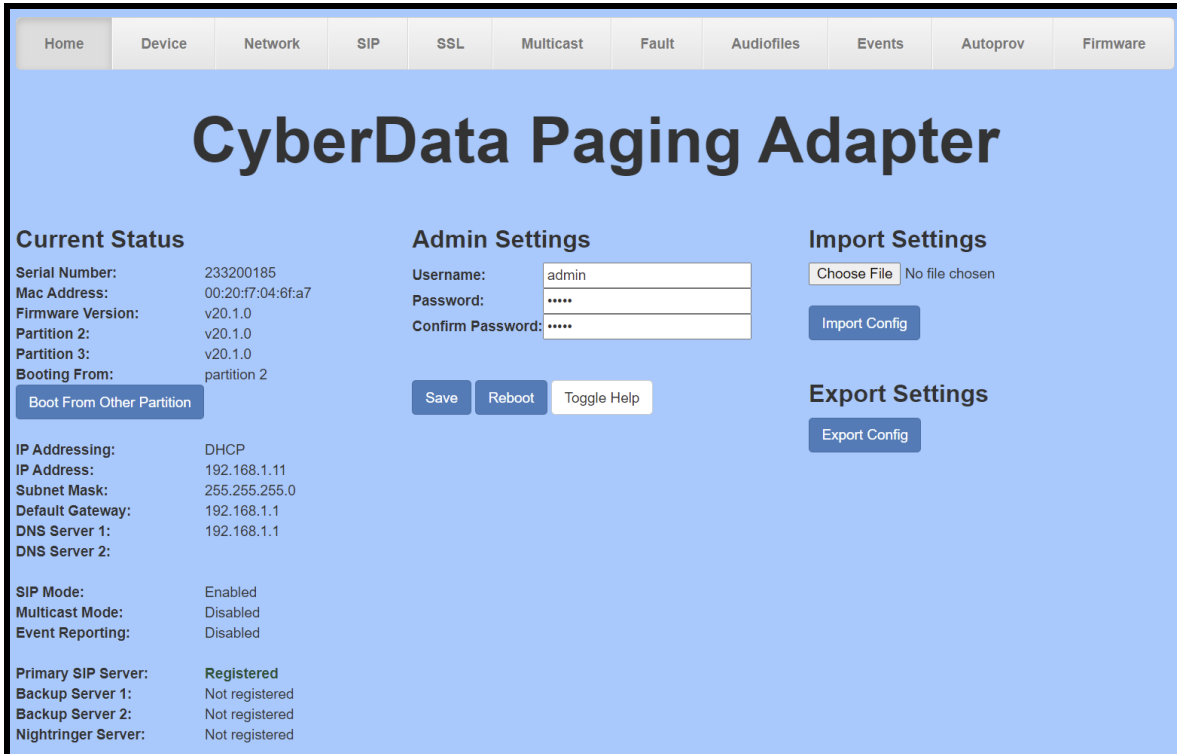 Home Device Network SIP SSL Multicast Fault Audiofiles Events Autoprov Firmware
CyberData Paging Adapter
Current Status
Serial Number: 233200185
Mac Address: 00:20:f7:04:6f:a7
Firmware Version: v20.1.0
Partition 2: v20.1.0
Partition 3: v20.1.0
Booting From: partition 2
Boot From Other Partition
IP Addressing: DHCP
IP Address: 192.168.1.11
Subnet Mask: 255.255.255.0
Default Gateway: 192.168.1.1
DNS Server 1: 192.168.1.1
DNS Server 2:
SIP Mode: Enabled
Multicast Mode: Disabled
Event Reporting: Disabled
Primary SIP Server: Registered
Backup Server 1: Not registered
Backup Server 2: Not registered
Nightringer Server: Not registered
Admin Settings
Username: admin
Password: •••••
Confirm Password: •••••
Save Reboot Toggle Help
Import Settings
Choose File No file chosen
Import Config
Export Settings
Export Config